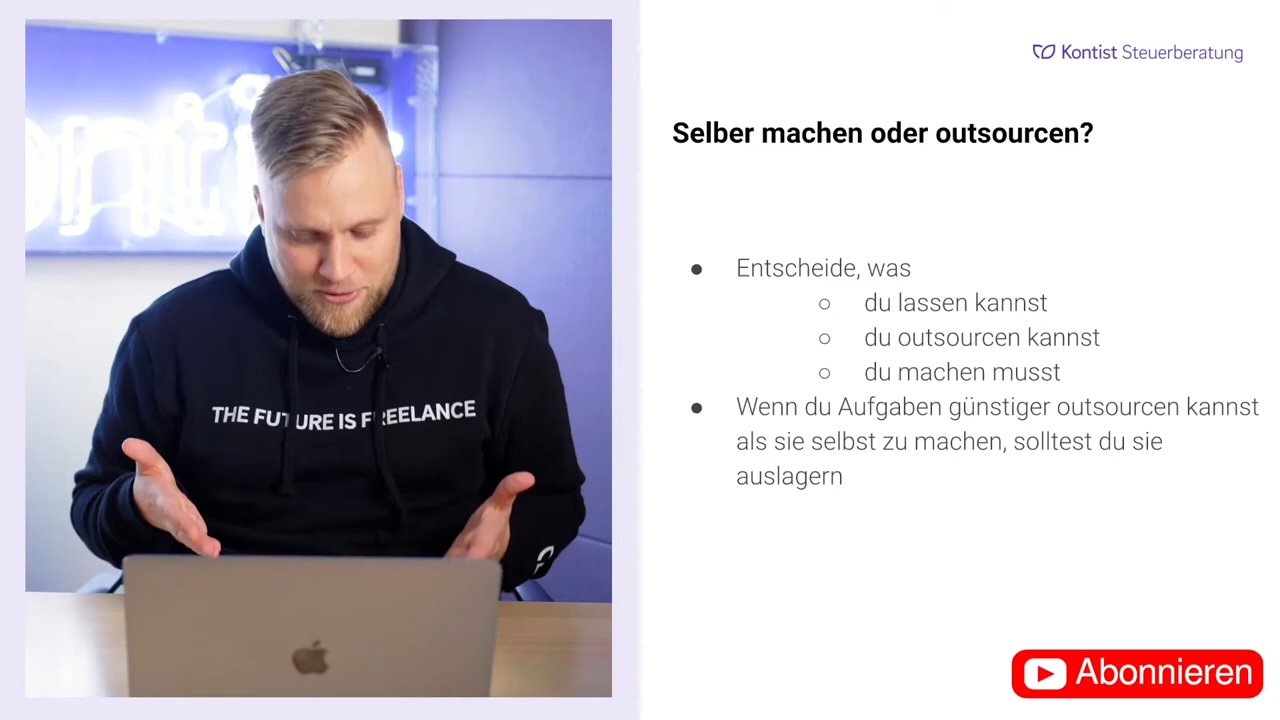 onti
THE FUTURE IS FREELANCE
Kontist Steuerberatung
Selber machen oder outsourcen?
● Entscheide, was
○ du lassen kannst
○ du outsourcen kannst
○ du machen musst
● Wenn du Aufgaben günstiger outsourcen kannst
als sie selbst zu machen, solltest du sie
auslagern
Abonnieren